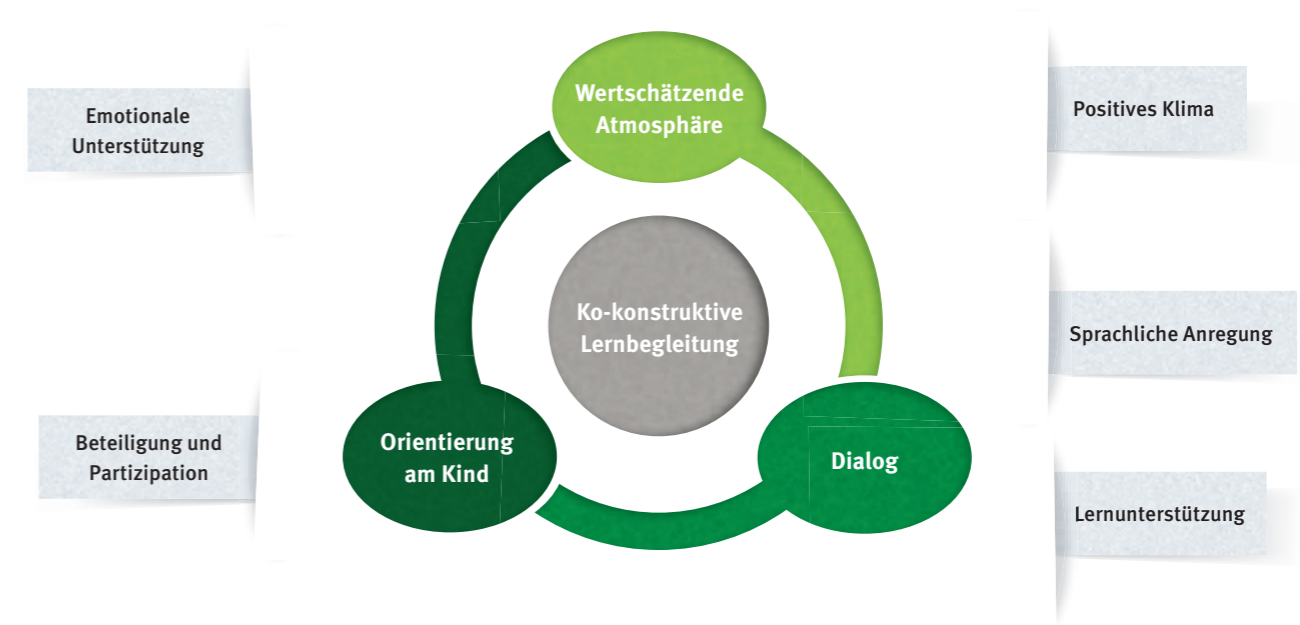 Wertschätzende
Atmosphäre
Emotionale
Unterstützung
Positives Klima
Ko-konstruktive
Lernbegleitung
Sprachliche Anregung
Beteiligung und
Partizipation
Orientierung
am Kind
Dialog
Lernunterstützung